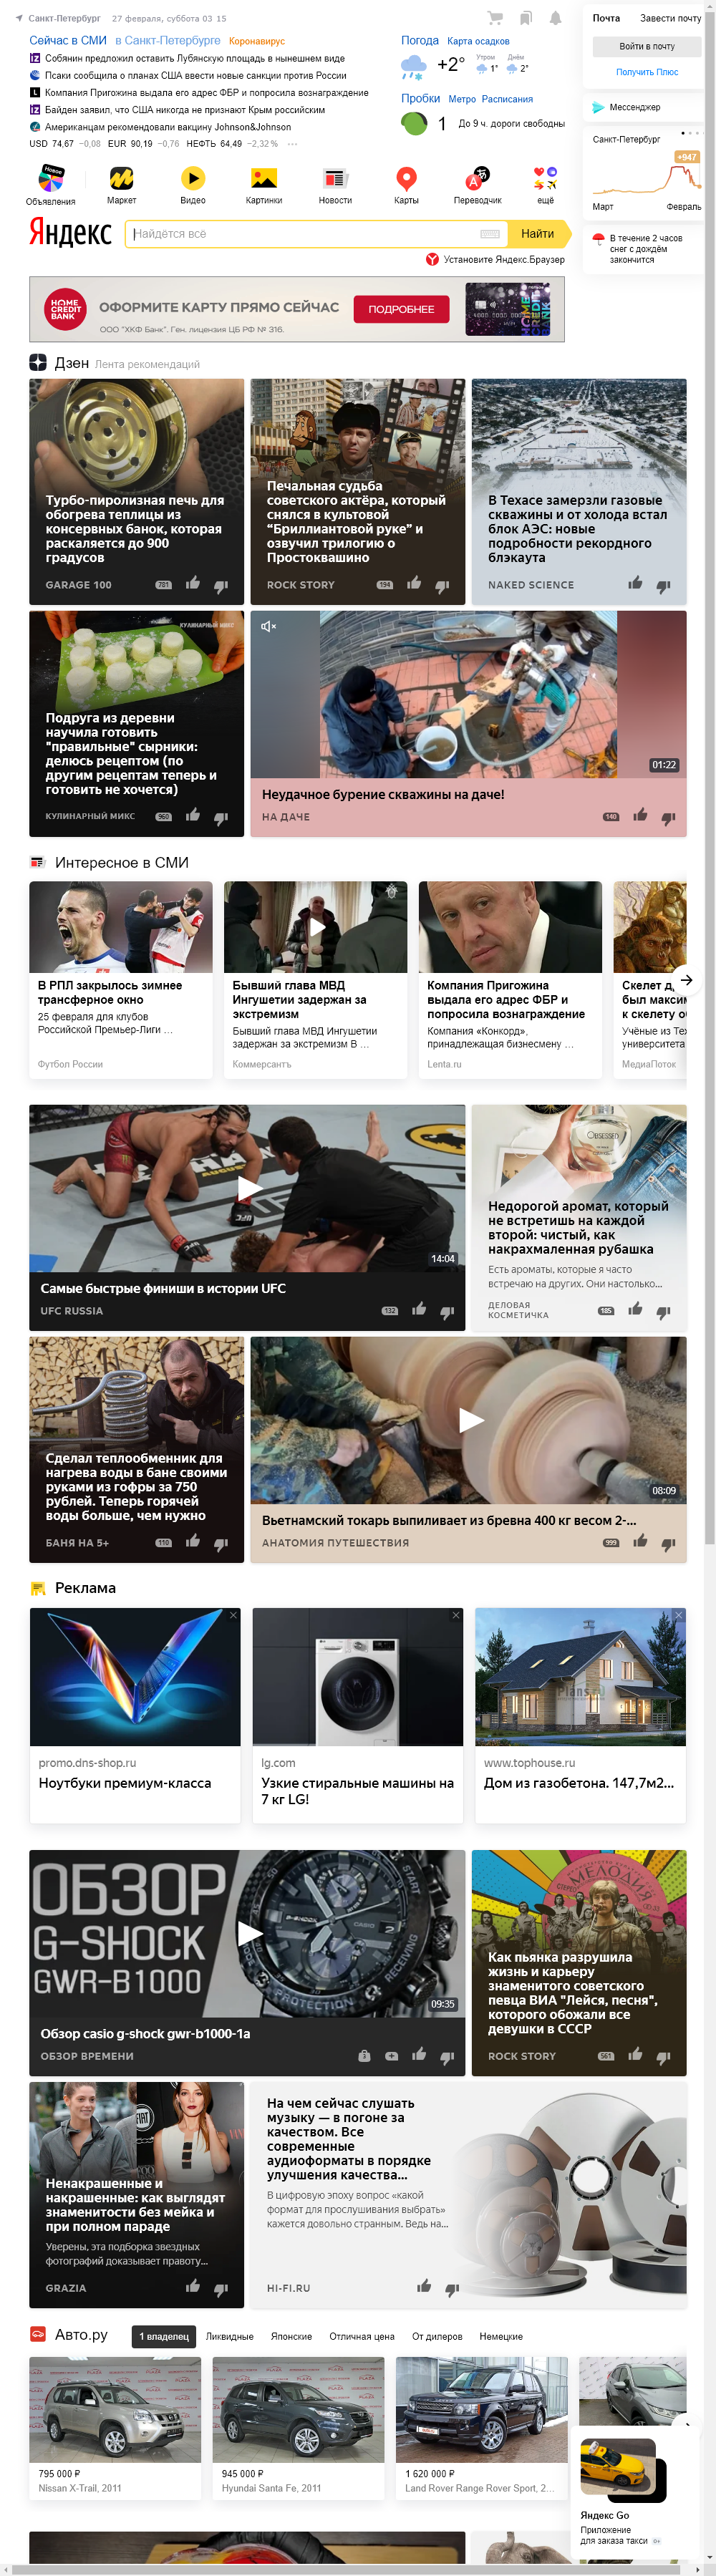 Санкт-Петербург 27 февраля, суббота 03 15
Почта Завести почту
Войти в почту
Получить Плюс
Мессенджер
Санкт-Петербург
+947
Март Февраль
В течение 2 часов
снег с дождём
закончится
Сейчас в СМИ в Санкт-Петербурге Коронавирус
Собянин предложил оставить Лубянскую площадь в нынешнем виде
Псаки сообщила о планах США ввести новые санкции против России
Компания Пригожина выдала его адрес ФБР и попросила вознаграждение
Байден заявил, что США никогда не признают Крым российским
Американцам рекомендовали вакцину Johnson&Johnson
USD 74,67 −0,08 EUR 90,19 −0,76 НЕФТЬ 64,49 −2,32 % ···
Погода Карта осадков
+2° Утром 1° Днём 2°
Пробки Метро Расписания
1 До 9 ч. дороги свободны
Новое
Объявления
Маркет
Видео
Картинки
Новости
Карты
Переводчик
ещё
Яндекс
Найдётся всё
Найти
Установите Яндекс.Браузер
HOME CREDIT BANK
ОФОРМИТЕ КАРТУ ПРЯМО СЕЙЧАС
ООО "ХКФ Банк". Ген. лицензия ЦБ РФ № 316.
ПОДРОБНЕЕ
Дзен Лента рекомендаций
Турбо-пиролизная печь для
обогрева теплицы из
консервных банок, которая
раскаляется до 900
градусов
GARAGE 100 781
Печальная судьба
советского актёра, который
снялся в культовой
“Бриллиантовой руке” и
озвучил трилогию о
Простоквашино
ROCK STORY 194
В Техасе замерзли газовые
скважины и от холода встал
блок АЭС: новые
подробности рекордного
блэкаута
NAKED SCIENCE
КУЛИНАРНЫЙ МИКС
Подруга из деревни
научила готовить
"правильные" сырники:
делюсь рецептом (по
другим рецептам теперь и
готовить не хочется)
КУЛИНАРНЫЙ МИКС 960
01:22
Неудачное бурение скважины на даче!
НА ДАЧЕ 140
Интересное в СМИ
В РПЛ закрылось зимнее
трансферное окно
25 февраля для клубов
Российской Премьер-Лиги ...
Футбол России
Бывший глава МВД
Ингушетии задержан за
экстремизм
Бывший глава МВД Ингушетии
задержан за экстремизм В ...
Коммерсантъ
Компания Пригожина
выдала его адрес ФБР и
попросила вознаграждение
Компания «Конкорд»,
принадлежащая бизнесмену ...
Lenta.ru
Скелет
был
к скелету
Учёные из
университета
МедиаПоток
14:04
Самые быстрые финиши в истории UFC
UFC RUSSIA 132
OBSESSED
Недорогой аромат, который
не встретишь на каждой
второй: чистый, как
накрахмаленная рубашка
Есть ароматы, которые я часто
встречаю на других. Они настолько...
ДЕЛОВАЯ
КОСМЕТИЧКА 185
Сделал теплообменник для
нагрева воды в бане своими
руками из гофры за 750
рублей. Теперь горячей
воды больше, чем нужно
БАНЯ НА 5+ 110
08:09
Вьетнамский токарь выпиливает из бревна 400 кг весом 2-...
АНАТОМИЯ ПУТЕШЕСТВИЯ 999
Реклама
promo.dns-shop.ru
Ноутбуки премиум-класса
lg.com
Узкие стиральные машины на
7 кг LG!
www.tophouse.ru
Дом из газобетона. 147,7м2...
ОБЗОР
G-SHOCK
GWR-B1000
09:35
Обзор casio g-shock gwr-b1000-1a
ОБЗОР ВРЕМЕНИ
МЕЛОДИЯ
Как пьянка разрушила
жизнь и карьеру
знаменитого советского
певца ВИА "Лейся, песня",
которого обожали все
девушки в СССР
ROCK STORY 561
Ненакрашенные и
накрашенные: как выглядят
знаменитости без мейка и
при полном параде
Уверены, эта подборка звездных
фотографий доказывает правоту...
GRAZIA
На чем сейчас слушать
музыку — в погоне за
качеством. Все
современные
аудиоформаты в порядке
улучшения качества...
В цифровую эпоху вопрос «какой
формат для прослушивания выбрать»
кажется довольно странным. Ведь на...
HI-FI.RU
Авто.ру 1 владелец Ликвидные Японские Отличная цена От дилеров Немецкие
795 000 ₽
Nissan X-Trail, 2011
945 000 ₽
Hyundai Santa Fe, 2011
1 620 000 ₽
Land Rover Range Rover Sport, 2...
Яндекс Go
Приложение
для заказа такси 0+